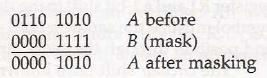 0110 1010 A before
0000 1111 B (mask)
0000 1010 A after masking